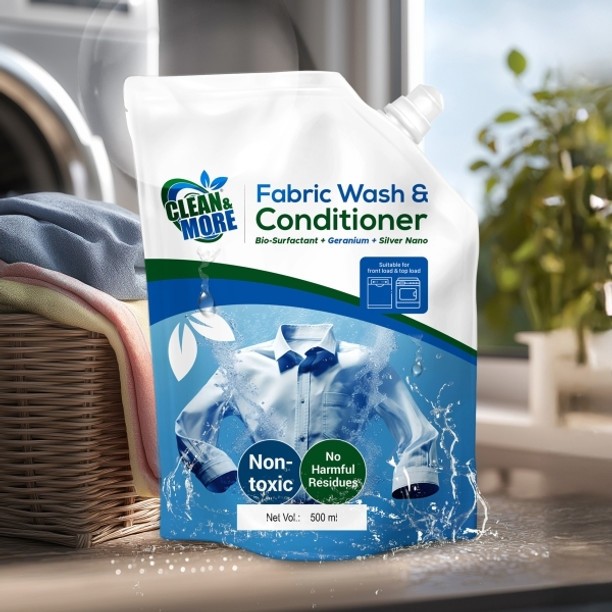 CLEAN&
MORE
Fabric Wash &
Conditioner
Bio-Surfactant + Geranium + Silver Nano
Suitable for
front load & top load
Non-
toxic
No
Harmful
Residues
Net Vol.: 500 ml